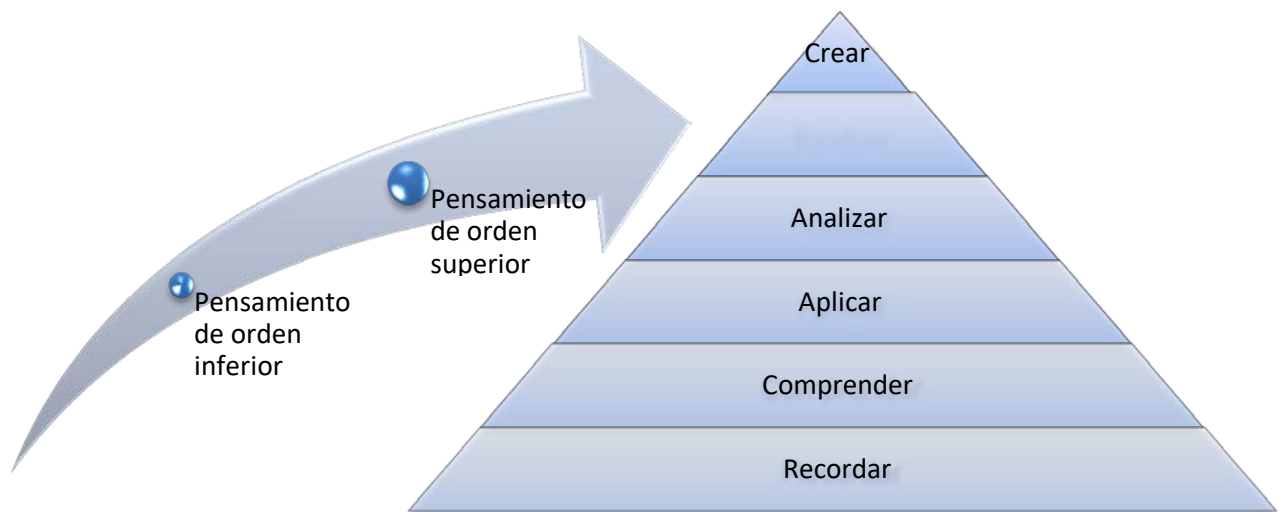 Crear
Analizar
Aplicar
Comprender
Recordar
Pensamiento
de orden
superior
Pensamiento
de orden
inferior